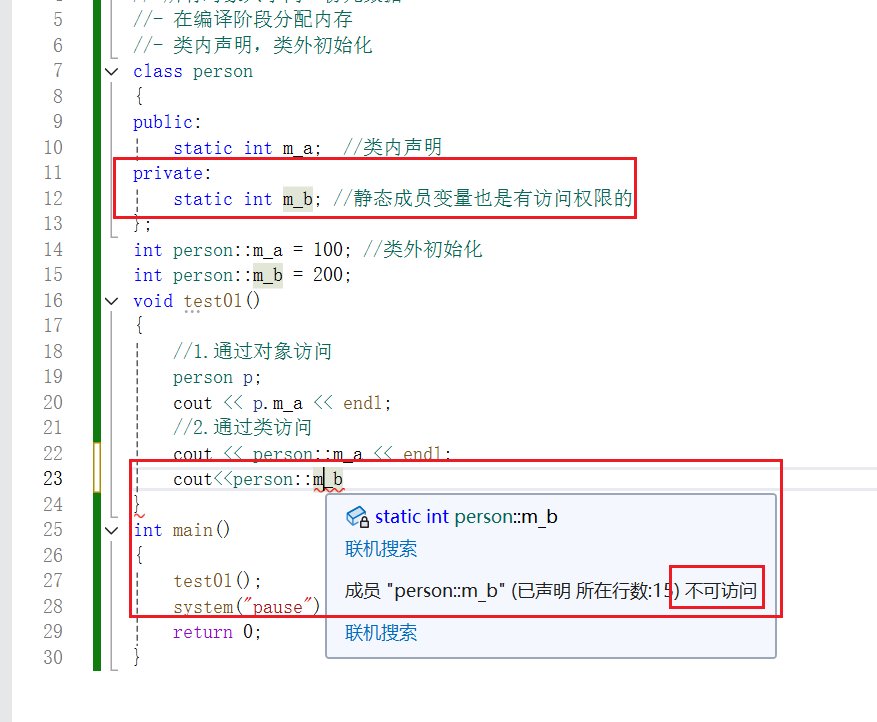 5 //- 在编译阶段分配内存
6 //- 类内声明，类外初始化
7 class person
8 {
9 public:
10 static int m_a; //类内声明
11 private:
12 static int m_b; //静态成员变量也是有访问权限的
13 };
14 int person::m_a = 100; //类外初始化
15 int person::m_b = 200;
16 void test01()
17 {
18 //1.通过对象访问
19 person p;
20 cout << p.m_a << endl;
21 //2.通过类访问
22 cout << person::m_a << endl;
23 cout<<person::m_b
24 }
static int person::m_b
联机搜索
成员 "person::m_b" (已声明 所在行数:15) 不可访问
联机搜索
25 int main()
26 {
27 test01();
28 system("pause")
29 return 0;
30 }